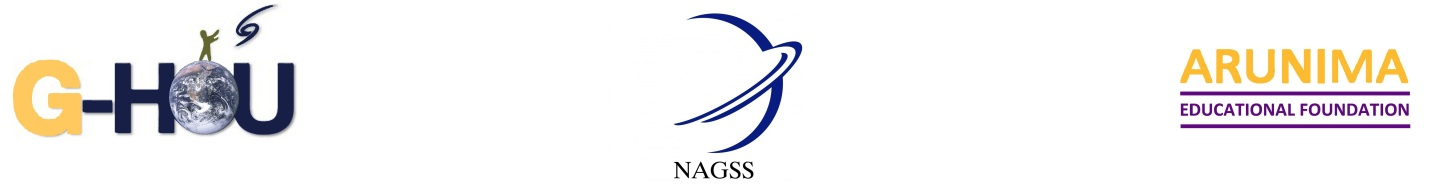 G-HOU
NAGSS
ARUNIMA
EDUCATIONAL FOUNDATION